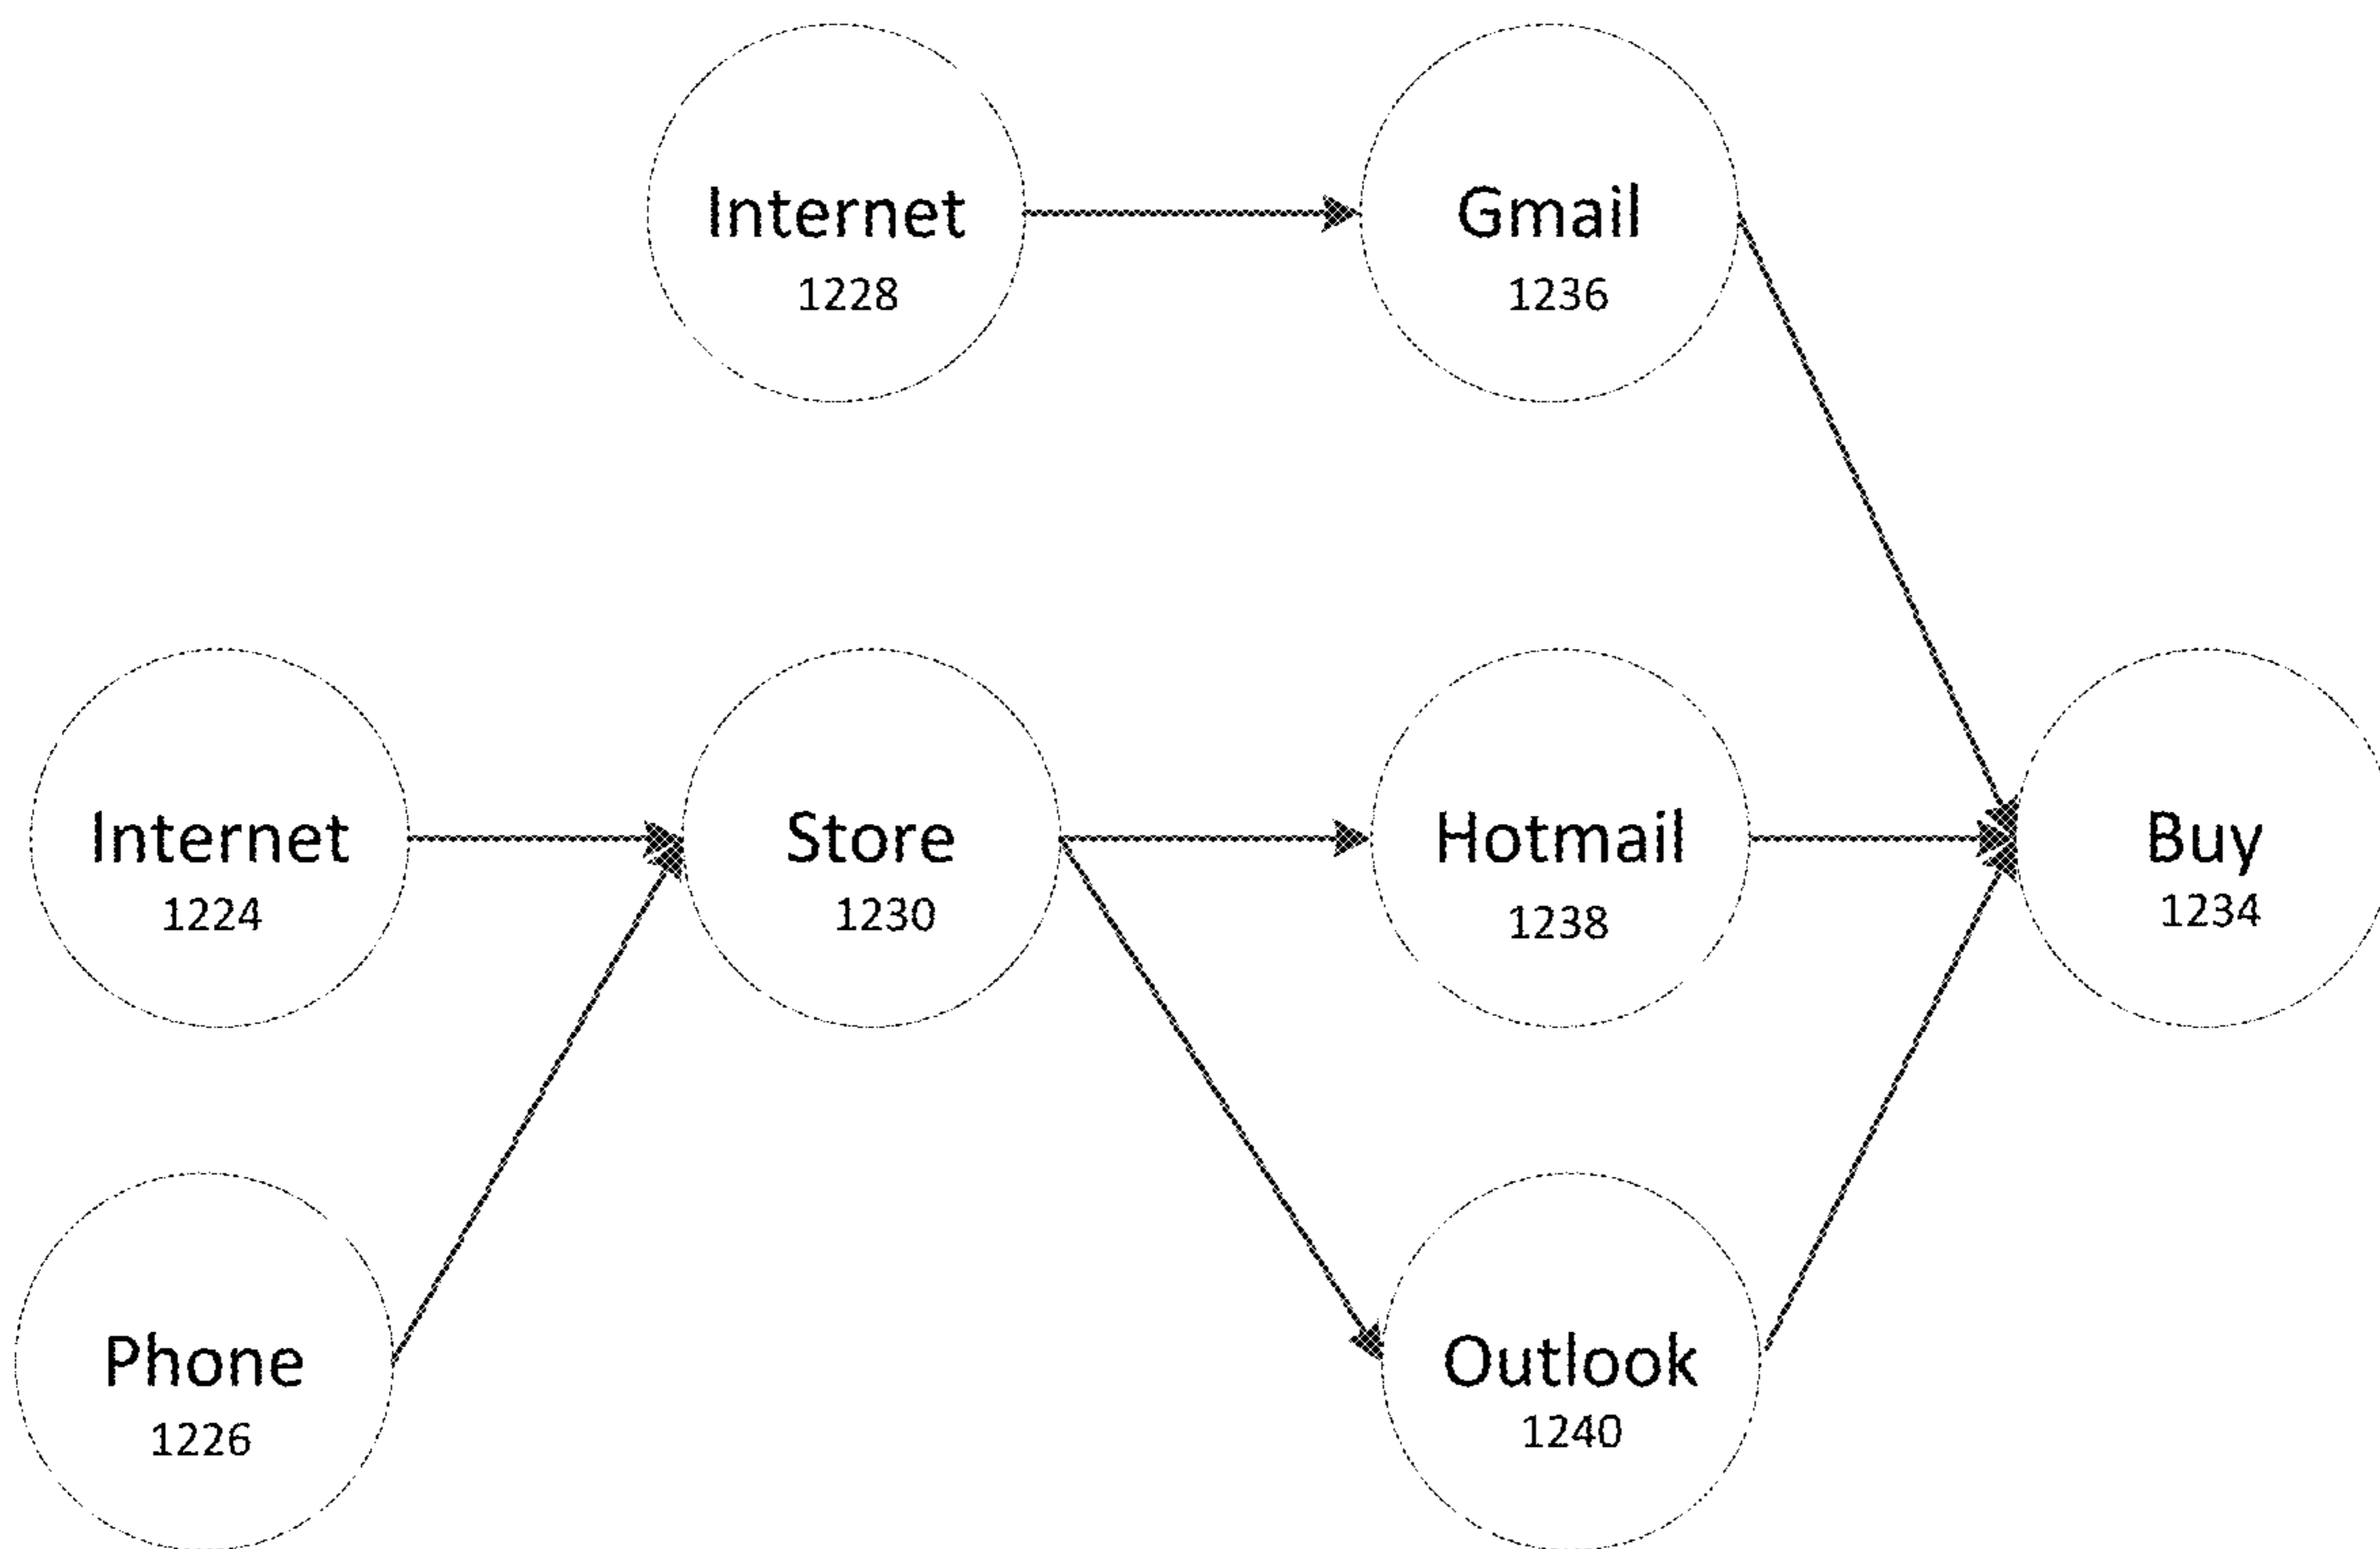 Internet
1228
Gmail
1236
Internet
1224
Store
1230
Hotmail
1238
Buy
1234
Phone
1226
Outlook
1240